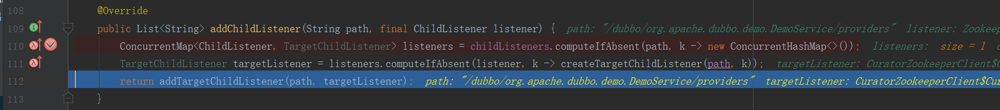 108 @Override
109 public List<String> addChildListener(String path, final ChildListener listener) { path: "/dubbo/org.apache.dubbo.demo.DemoService/providers" listener: Zookee
110 ConcurrentMap<ChildListener, TargetChildListener> listeners = childListeners.computeIfAbsent(path, k -> new ConcurrentHashMap<>()); listeners: size = 1
111 TargetChildListener targetListener = listeners.computeIfAbsent(listener, k -> createTargetChildListener(path, k)); targetListener: CuratorZookeeperClient$C
112 return addTargetChildListener(path, targetListener); path: "/dubbo/org.apache.dubbo.demo.DemoService/providers" targetListener: CuratorZookeeperClient$Cu
113 }